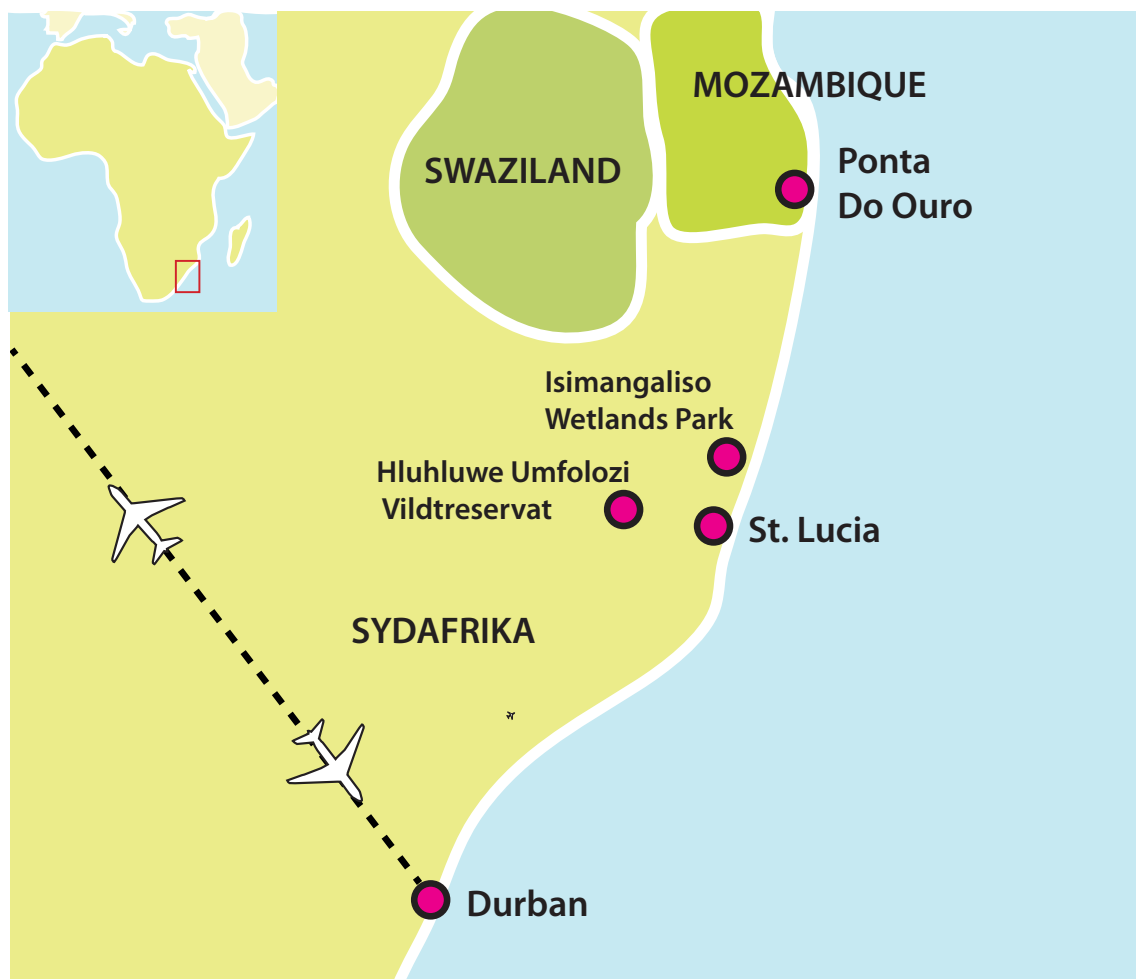 MOZAMBIQUE
SWAZILAND
Ponta
Do Ouro
Isimangaliso
Wetlands Park
Hluhluwe Umfolozi
Vildtreservat
St. Lucia
SYDAFRIKA
Durban